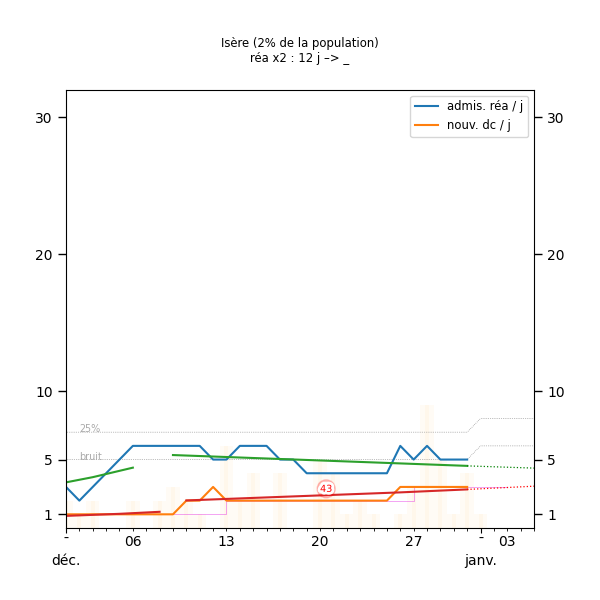 Isère (2% de la population)
réa x2 : 12 j –> _
admis. réa / j
nouv. dc / j
30
30
20
20
10
10
25%
bruit
5
5
43
1
1
-
06
13
20
27
-
03
déc.
janv.